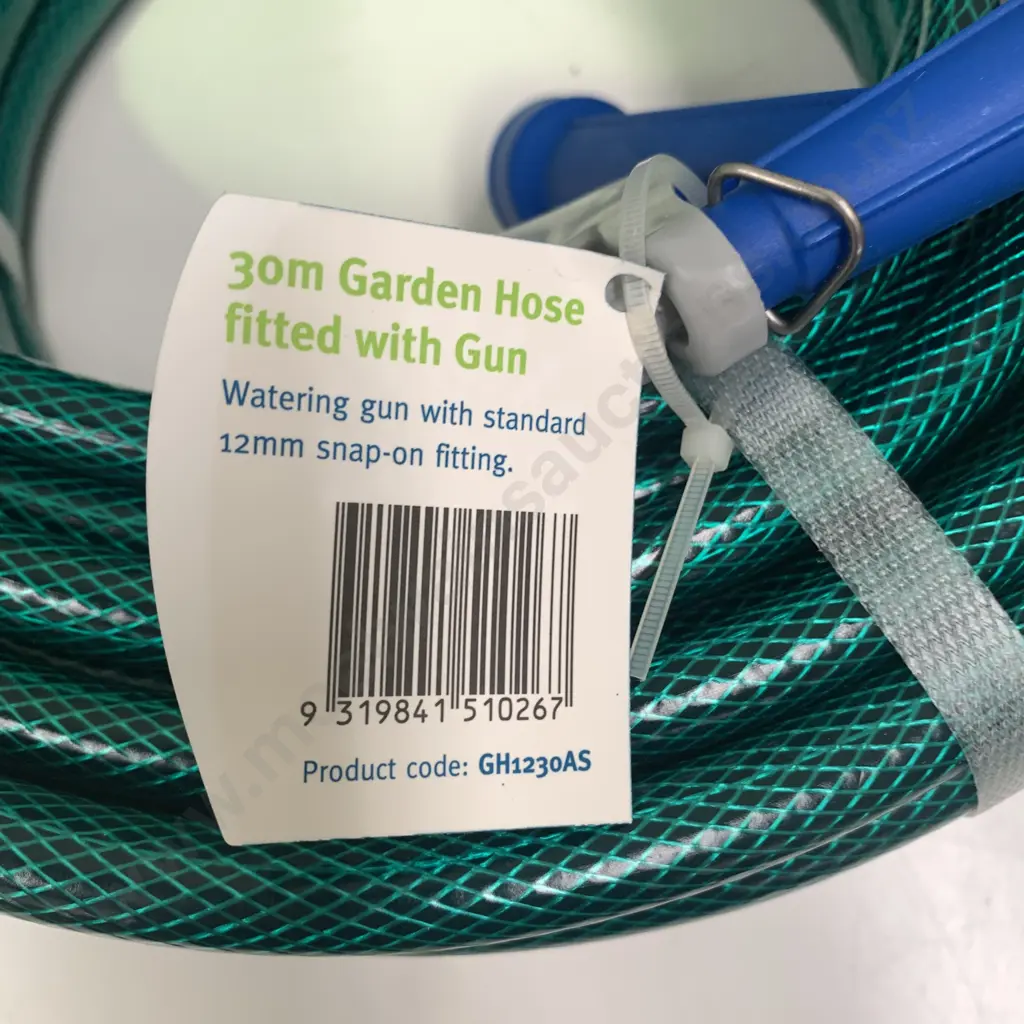 30m Garden Hose
fitted with Gun
Watering gun with standard
12mm snap-on fitting.
9 319841 510267
Product code: GH1230AS